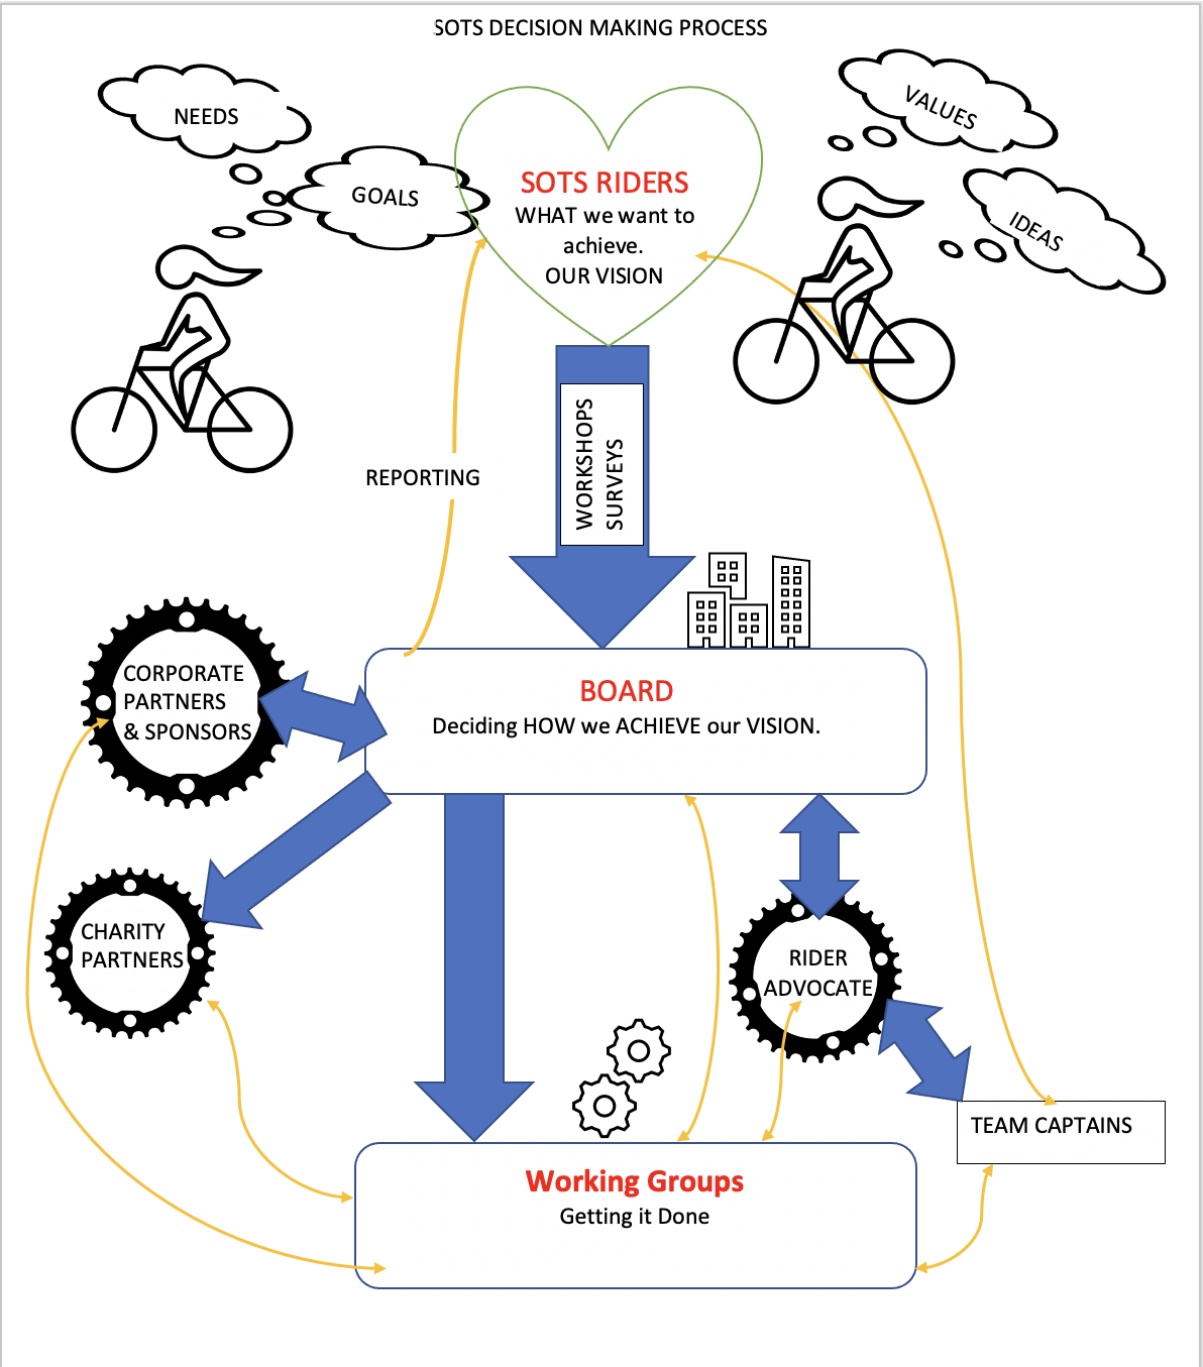 SOTS DECISION MAKING PROCESS
NEEDS
GOALS
VALUES
IDEAS
SOTS RIDERS
WHAT we want to
achieve.
OUR VISION
WORKSHOPS
SURVEYS
REPORTING
CORPORATE
PARTNERS
& SPONSORS
BOARD
Deciding HOW we ACHIEVE our VISION.
CHARITY
PARTNERS
RIDER
ADVOCATE
TEAM CAPTAINS
Working Groups
Getting it Done